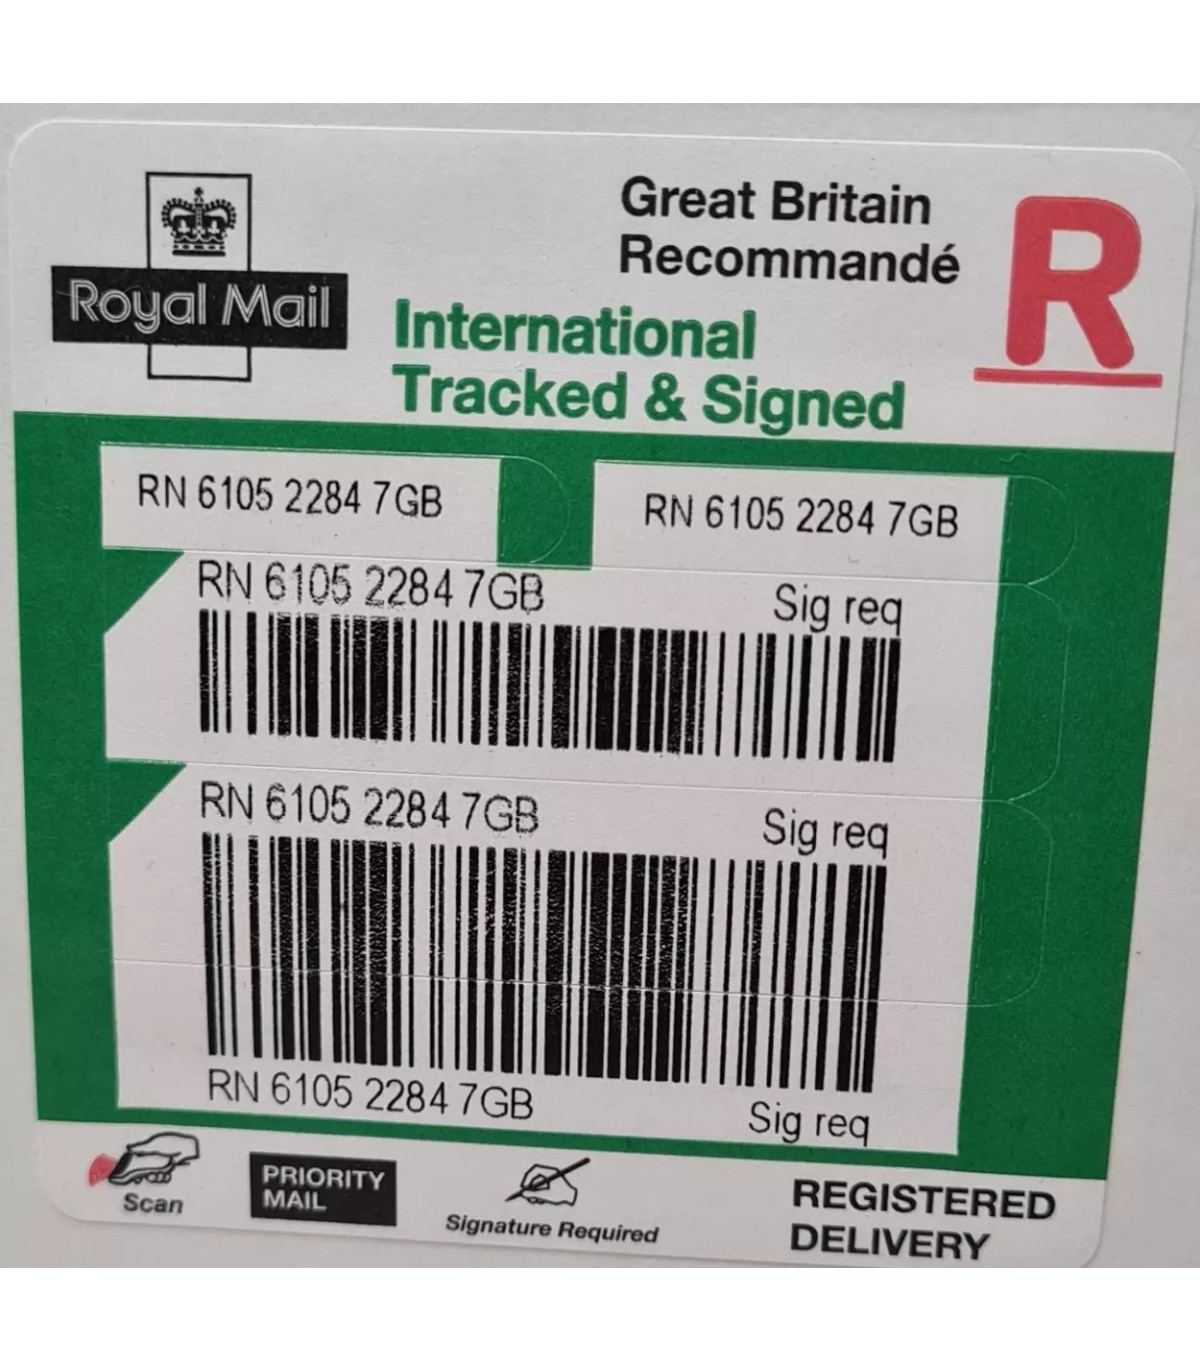 Royal Mail
Great Britain
Recommandé
R
International
Tracked & Signed
RN 6105 2284 7GB
RN 6105 2284 7GB
RN 6105 2284 7GB
Sig req
RN 6105 2284 7GB
Sig req
RN 6105 2284 7GB
Sig req
Scan
PRIORITY
MAIL
Signature Required
REGISTERED
DELIVERY